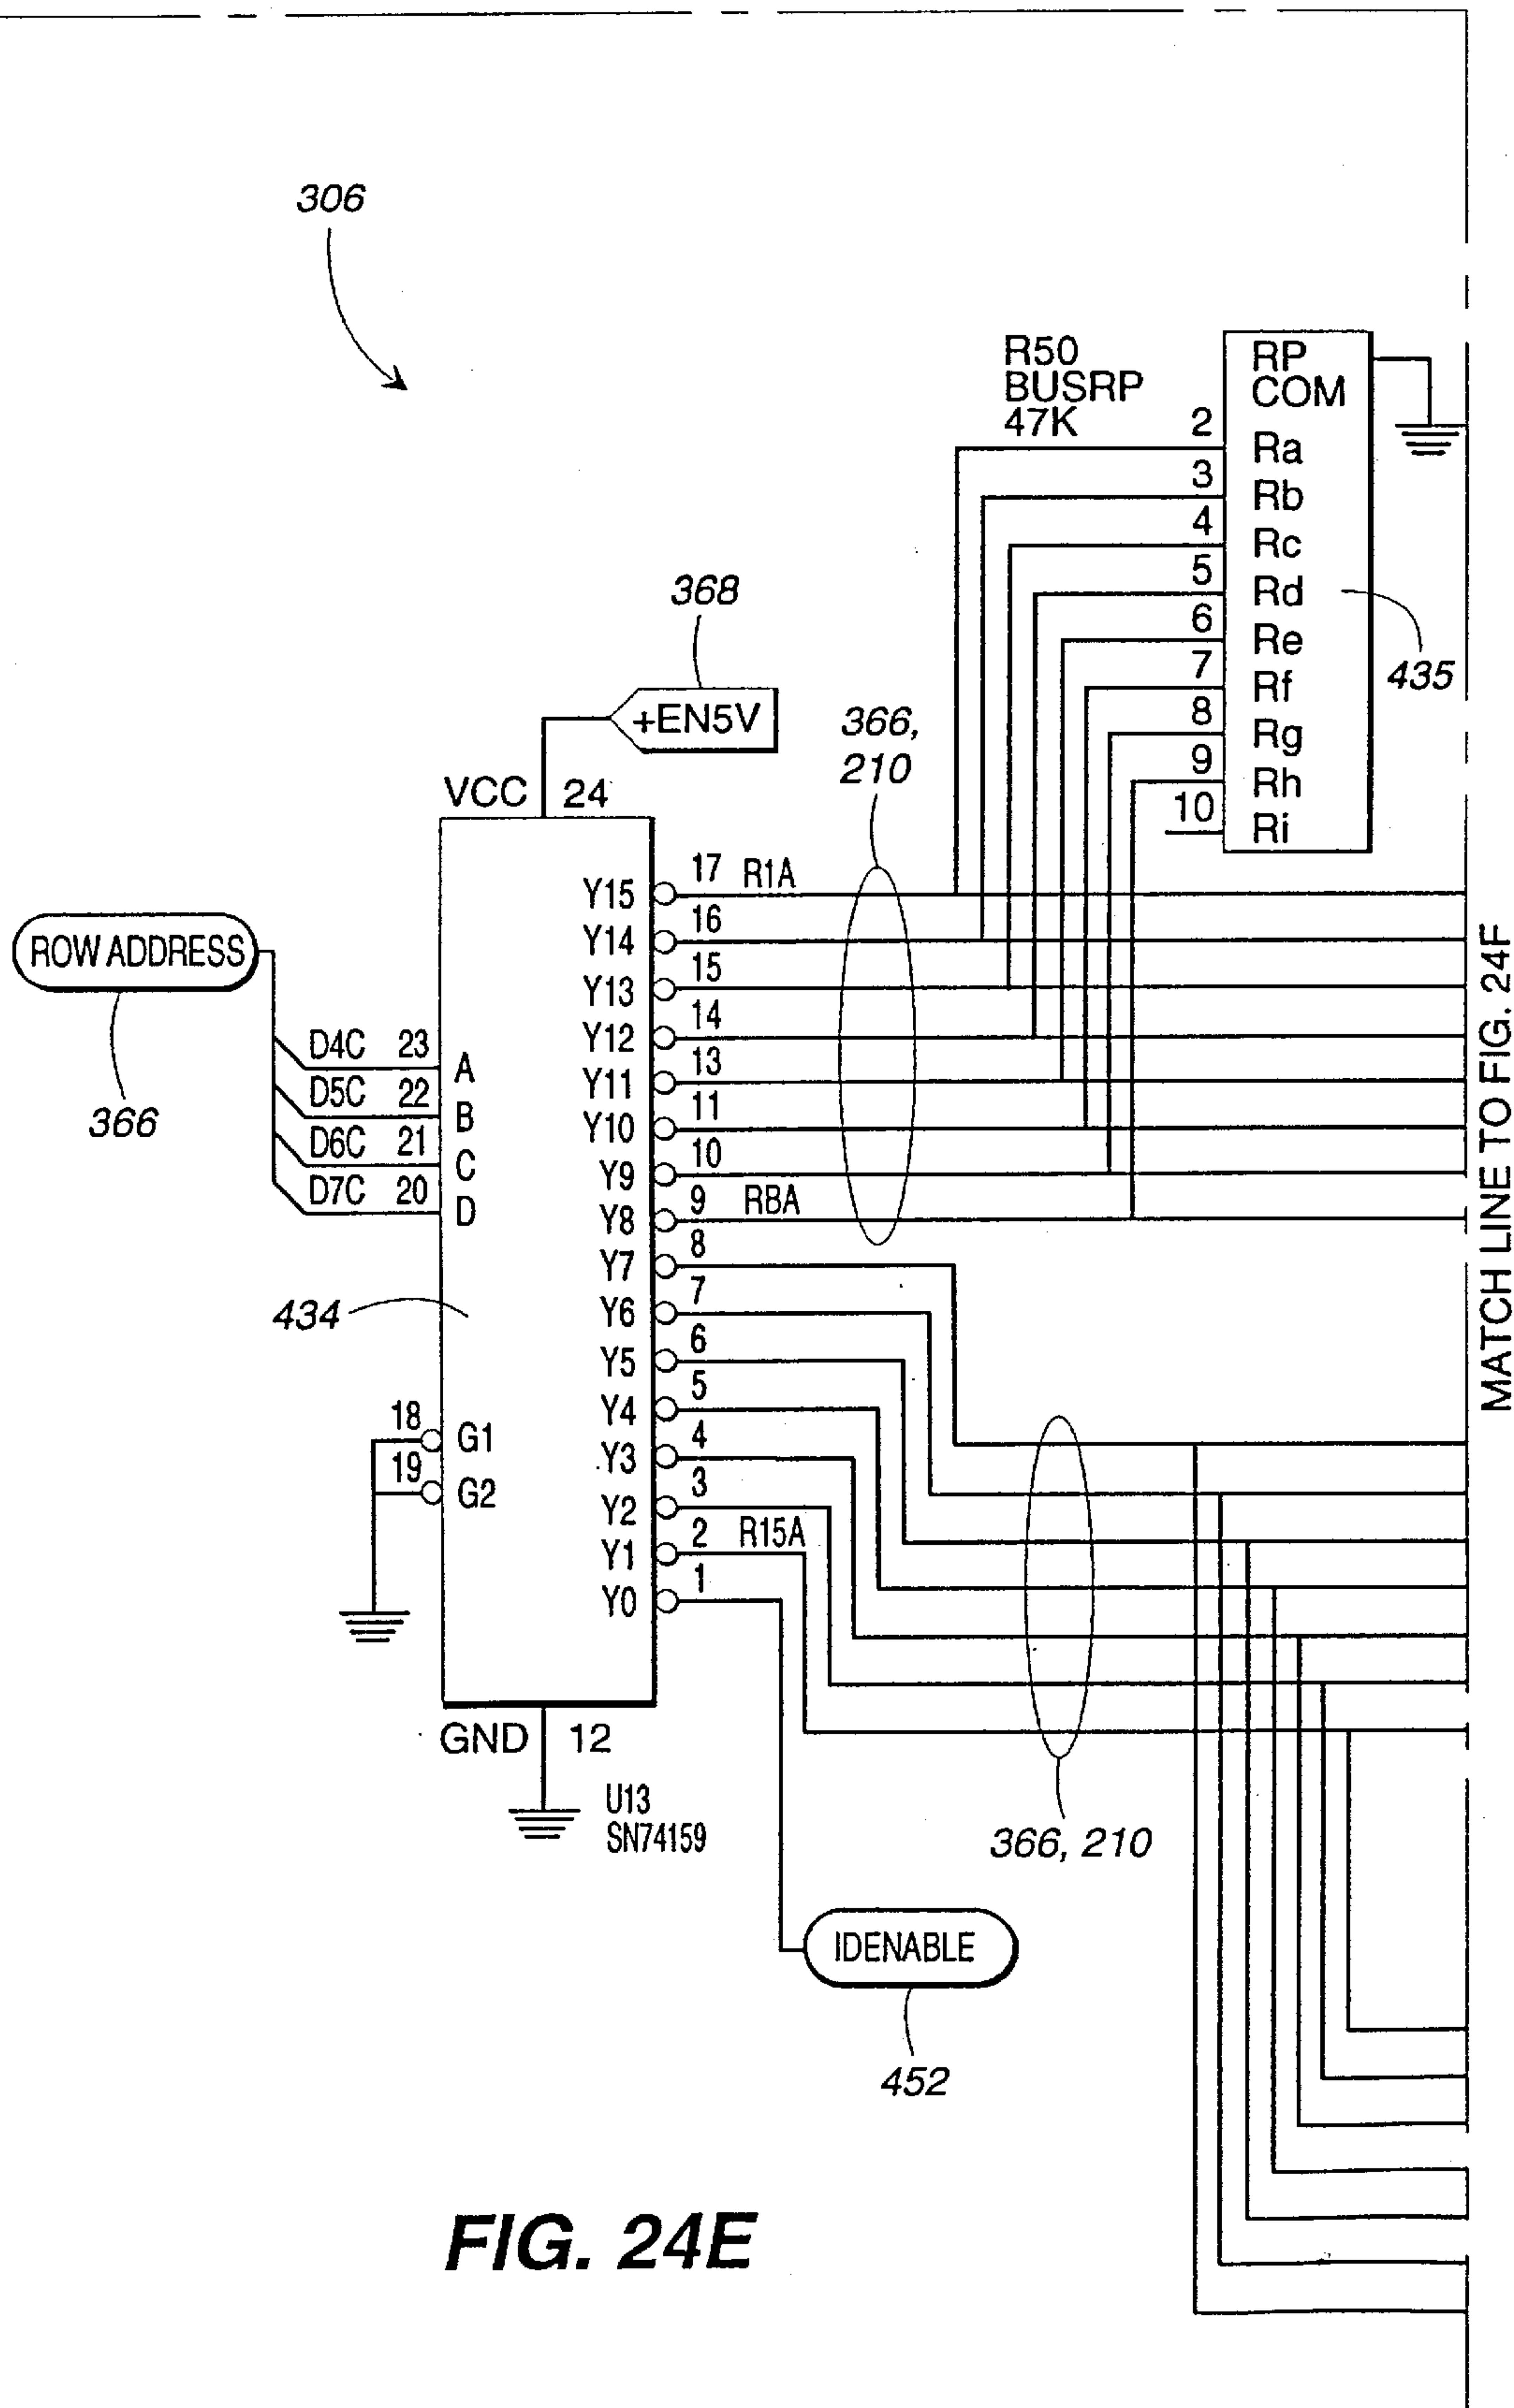 306
R50
BUSRP
47K
RP
COM
2 Ra
3 Rb
4 Rc
5 Rd
6 Re
7 Rf
8 Rg
9 Rh
10 Ri
435
368
+EN5V
366,
210
VCC 24
ROW ADDRESS
366
D4C 23 A
D5C 22 B
D6C 21 C
D7C 20 D
434
18 G1
19 G2
Y15 17 R1A
Y14 16
Y13 15
Y12 14
Y11 13
Y10 11
Y9 10
Y8 9 R8A
Y7 8
Y6 7
Y5 6
Y4 5
Y3 4
Y2 3
Y1 2 R15A
Y0 1
GND 12
U13
SN74159
366, 210
IDENABLE
452
MATCH LINE TO FIG. 24F
FIG. 24E